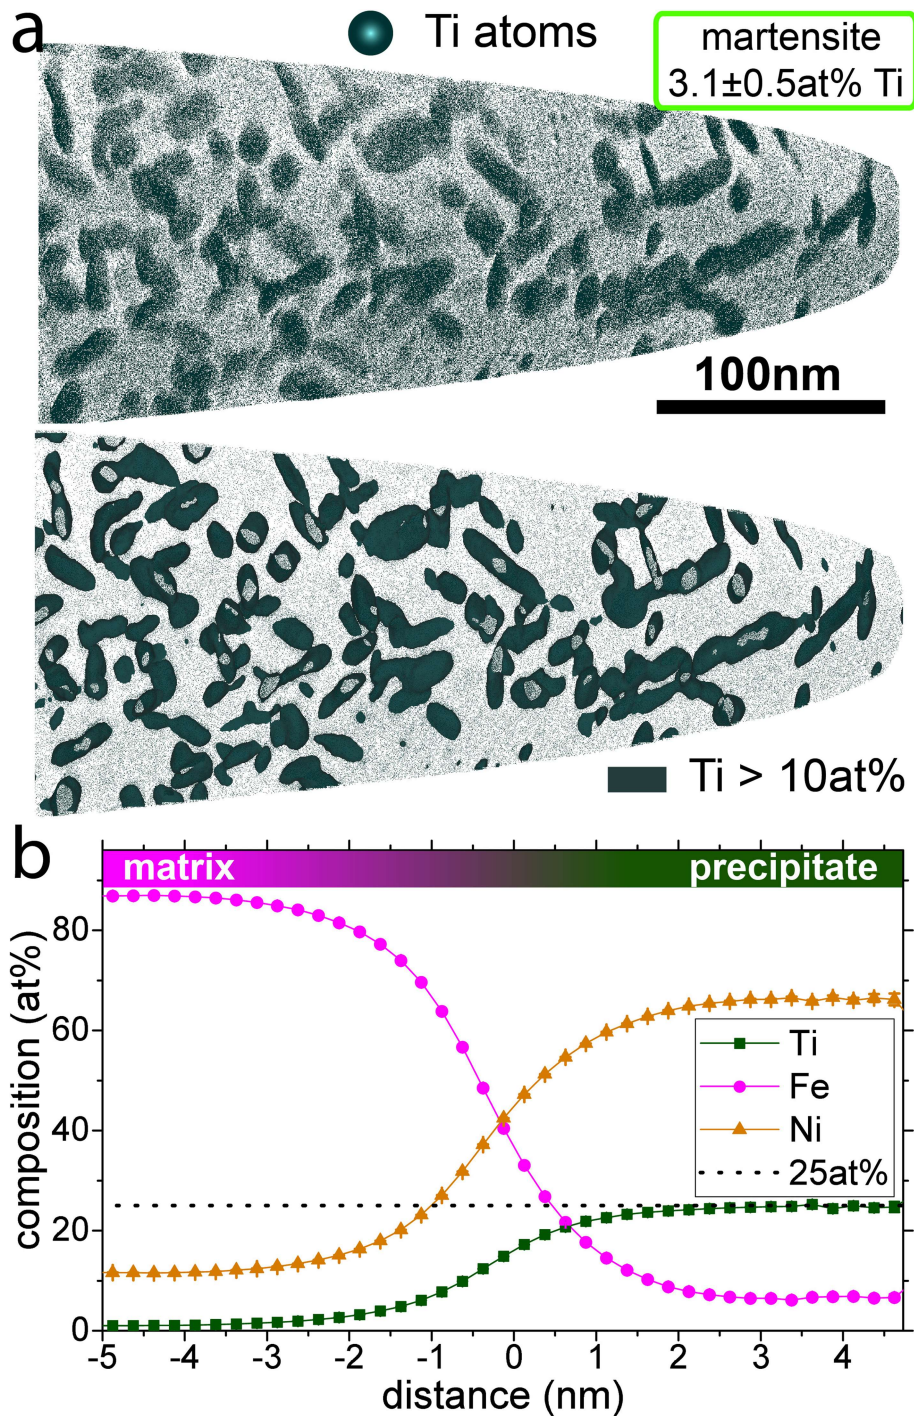 a
Ti atoms
martensite
3.1±0.5at% Ti
100nm
Ti > 10at%
b
matrix
precipitate
composition (at%)
80
60
40
20
0
Ti
Fe
Ni
25at%
-5 -4 -3 -2 -1 0 1 2 3 4
distance (nm)